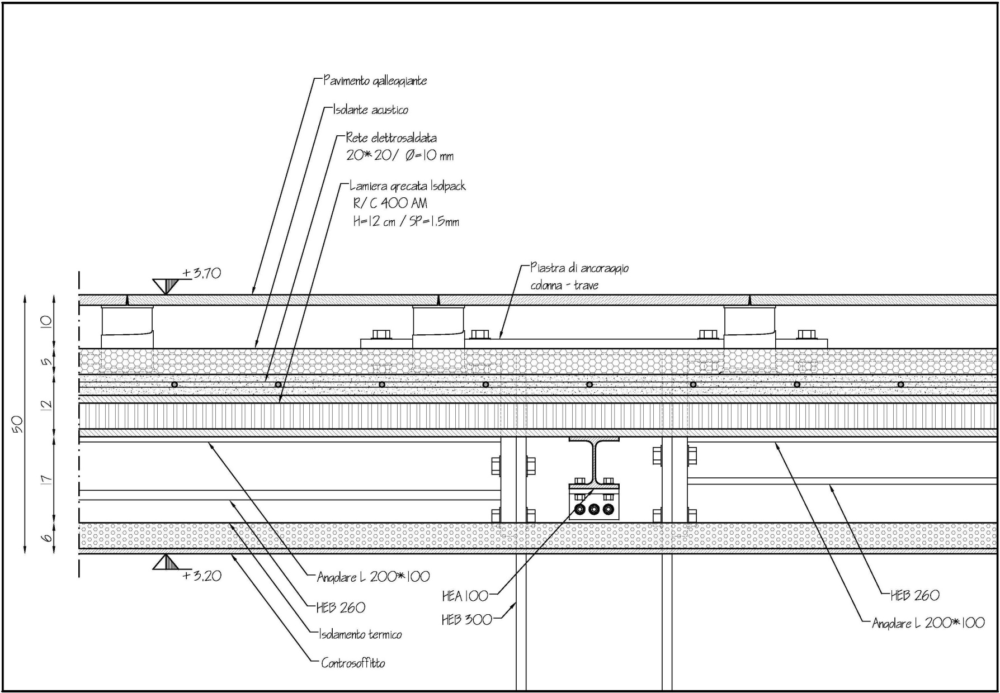 Pavimento galleggiante
Isolante acustico
Rete elettrosaldata
20*20/ Ø=10 mm
Lamiera grecata Isolpack
R/ C 400 AM
H=12 cm / SP=1.5mm
Piastra di ancoraggio
colonna - trave
+3.70
10
5
12
50
17
6
+3.20
Angolare L 200*100
HEB 260
Isolamento termico
Controsoffitto
HEA 100
HEB 300
HEB 260
Angolare L 200*100